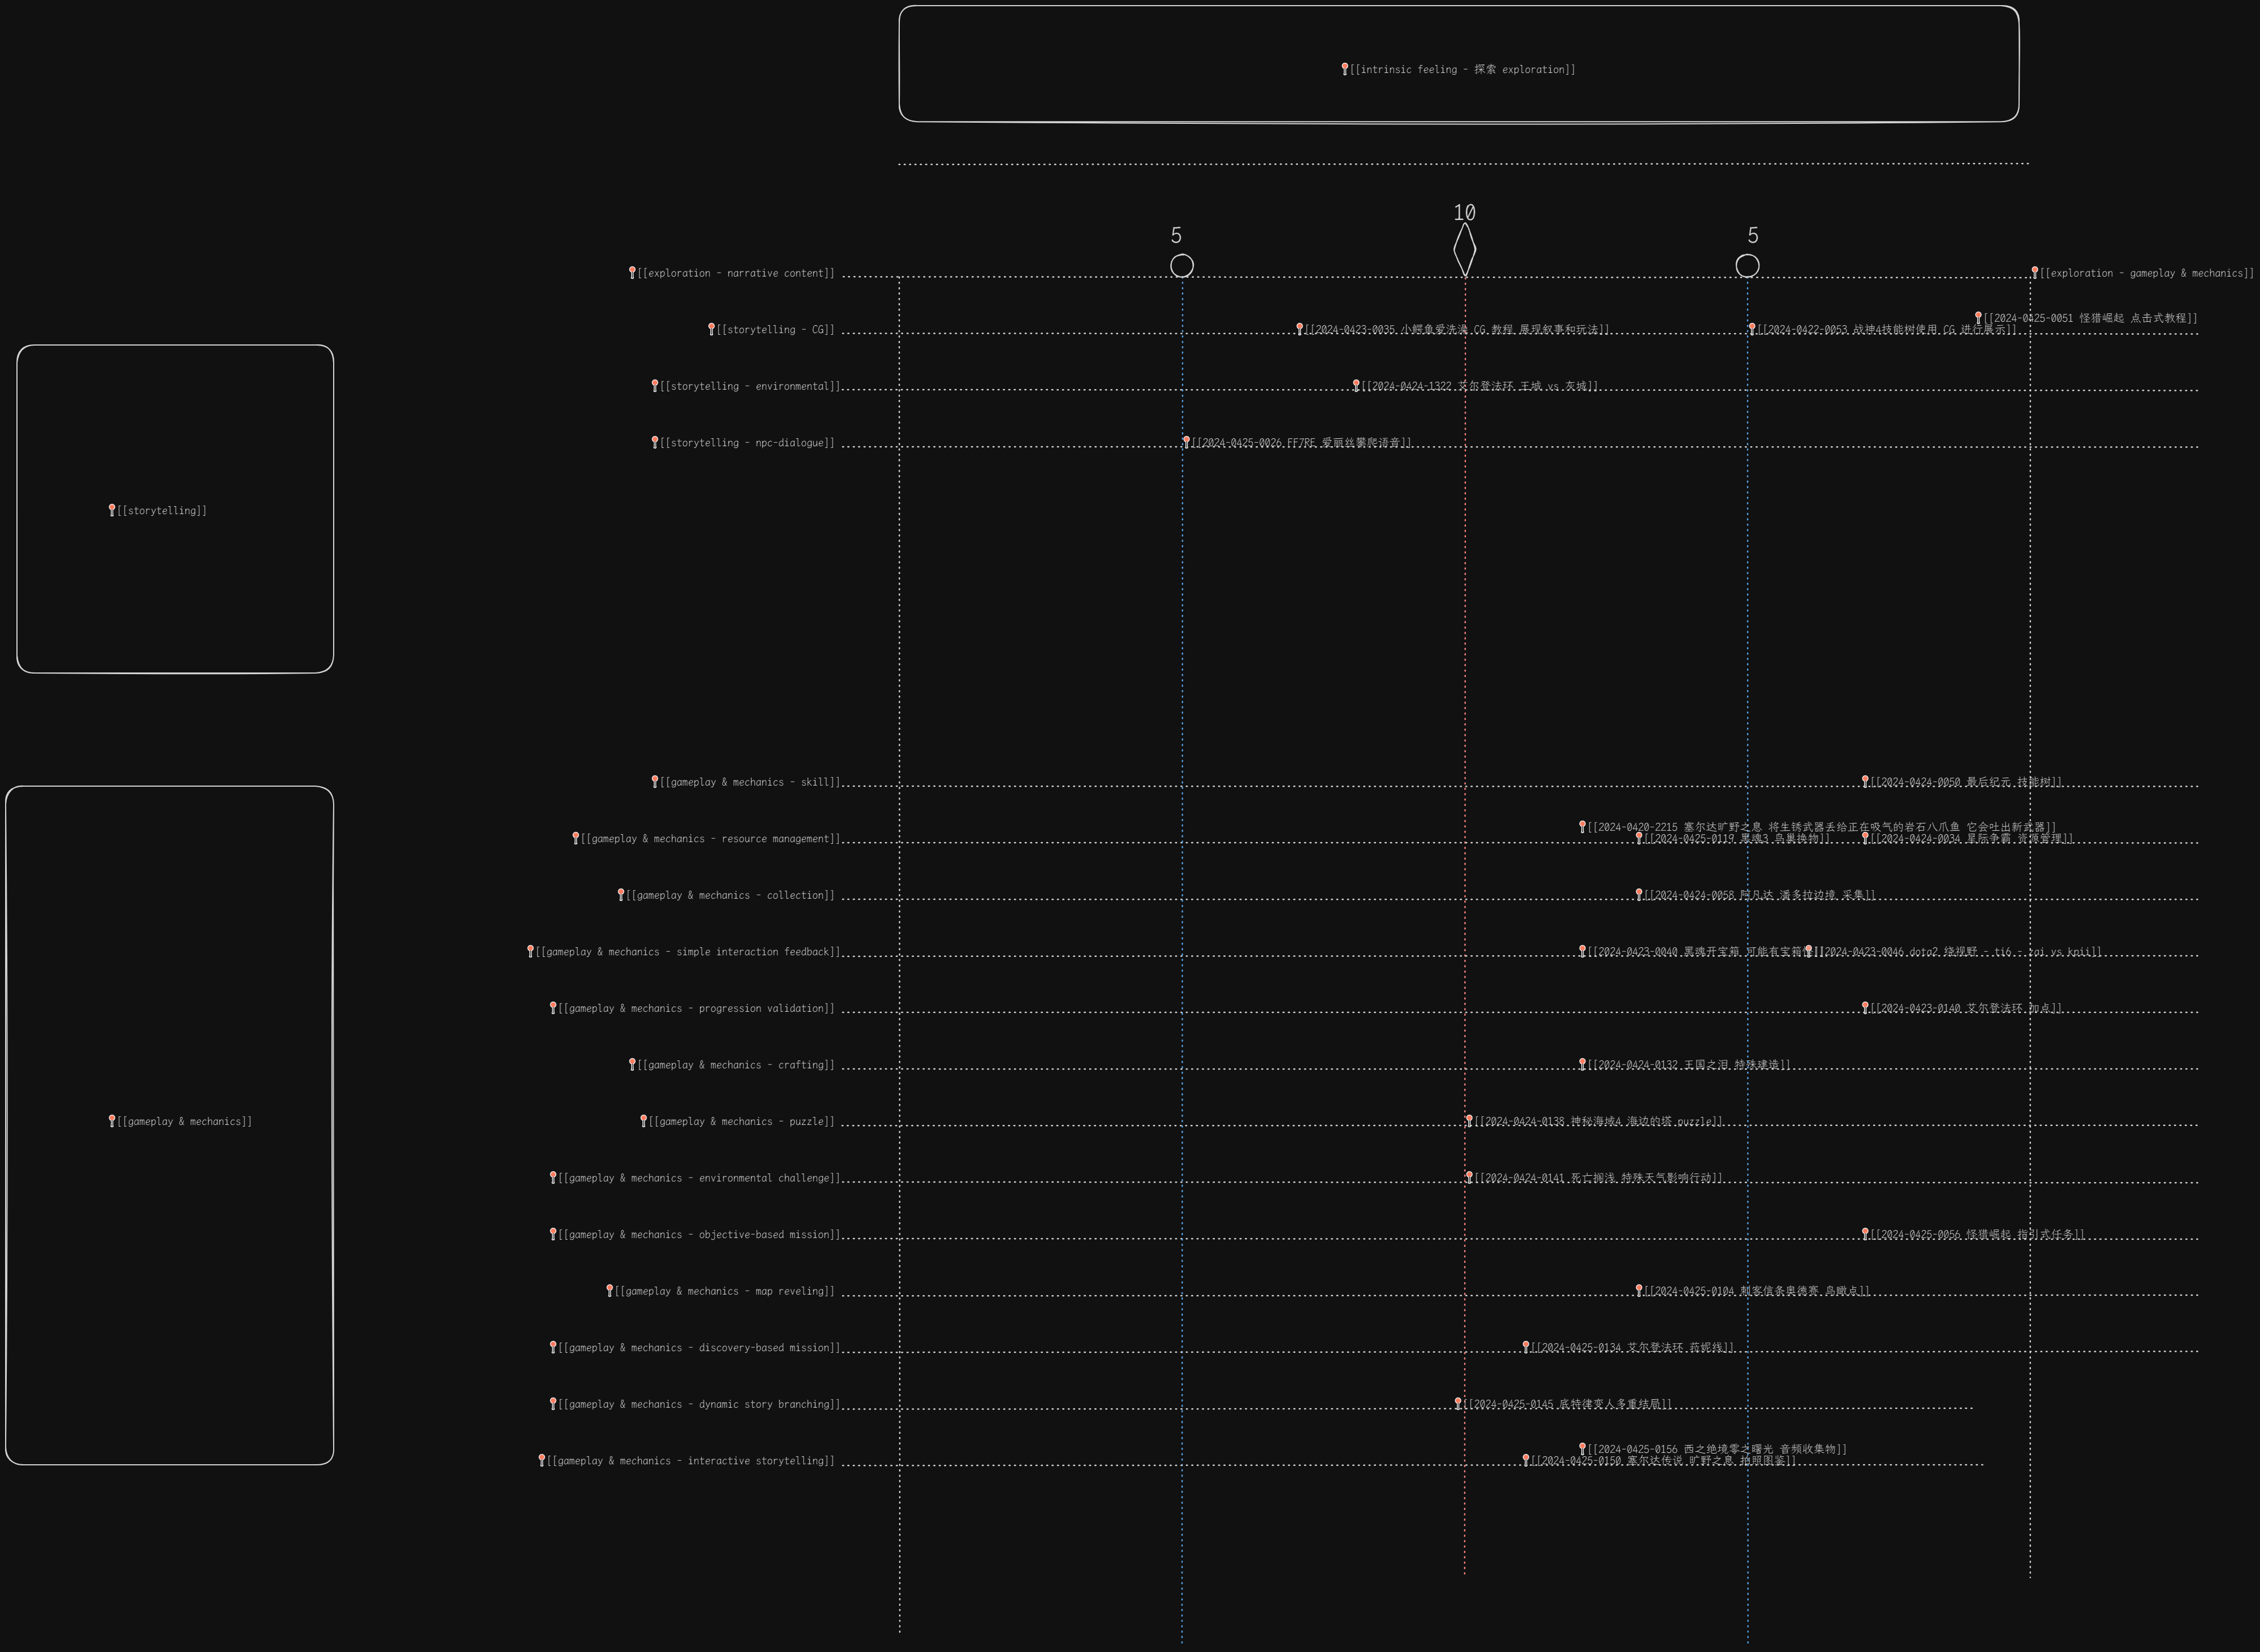 [[intrinsic feeling - 探索 exploration]]
10
5
5
[[exploration - narrative content]]
[[exploration - gameplay & mechanics]]
[[2024-0425-0051 怪猎崛起 点击式教程]]
[[storytelling - CG]]
[[2024-0423-0035 小鳄鱼爱洗澡 CG 教程 展现叙事和玩法]]
[[2024-0422-0053 战神4技能树使用 CG 进行展示]]
[[storytelling - environmental]]
[[2024-0424-1322 艾尔登法环 王城 vs 灰城]]
[[storytelling - npc-dialogue]]
[[2024-0425-0026 FF7RE 爱丽丝攀爬语音]]
[[storytelling]]
[[gameplay & mechanics - skill]]
[[2024-0424-0050 最后纪元 技能树]]
[[2024-0420-2215 塞尔达旷野之息 将生锈武器丢给正在吸气的岩石八爪鱼 它会吐出新武器]]
[[gameplay & mechanics - resource management]]
[[2024-0425-0119 黑魂3 鸟巢换物]]
[[2024-0424-0034 星际争霸 资源管理]]
[[gameplay & mechanics - collection]]
[[2024-0424-0058 阿凡达 潘多拉边境 采集]]
[[gameplay & mechanics - simple interaction feedback]]
[[2024-0423-0040 黑魂开宝箱 可能有宝箱
[[2024-0423-0046 dota2 绕视野 - ti6 -
[[gameplay & mechanics - progression validation]]
[[2024-0423-0140 艾尔登法环 加点]]
[[gameplay & mechanics - crafting]]
[[2024-0424-0132 王国之泪 特殊建造]]
[[gameplay & mechanics]]
[[gameplay & mechanics - puzzle]]
[[2024-0424-0138 神秘海域4 海边的塔 puzzle]]
[[gameplay & mechanics - environmental challenge]]
[[2024-0424-0141 死亡搁浅 特殊天气影响行动]]
[[gameplay & mechanics - objective-based mission]]
[[2024-0425-0056 怪猎崛起 指引式任务]]
[[gameplay & mechanics - map reveling]]
[[2024-0425-0104 刺客信条奥德赛 鸟瞰点]]
[[gameplay & mechanics - discovery-based mission]]
[[2024-0425-0134 艾尔登法环 菈妮线]]
[[gameplay & mechanics - dynamic story branching]]
[[2024-0425-0145 底特律变人多重结局]]
[[2024-0425-0156 西之绝境零之曙光 音频收集物]]
[[gameplay & mechanics - interactive storytelling]]
[[2024-0425-0150 塞尔达传说 旷野之息 拍照图鉴]]